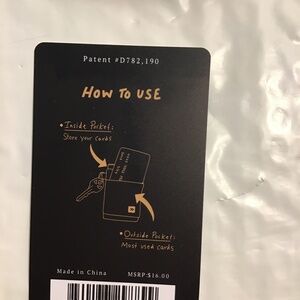 Patent #D782,190
HOW TO USE
• Inside Pocket:
Store your cards
• Outside Pocket:
Most used cards
Made in China
MSRP:$16.00